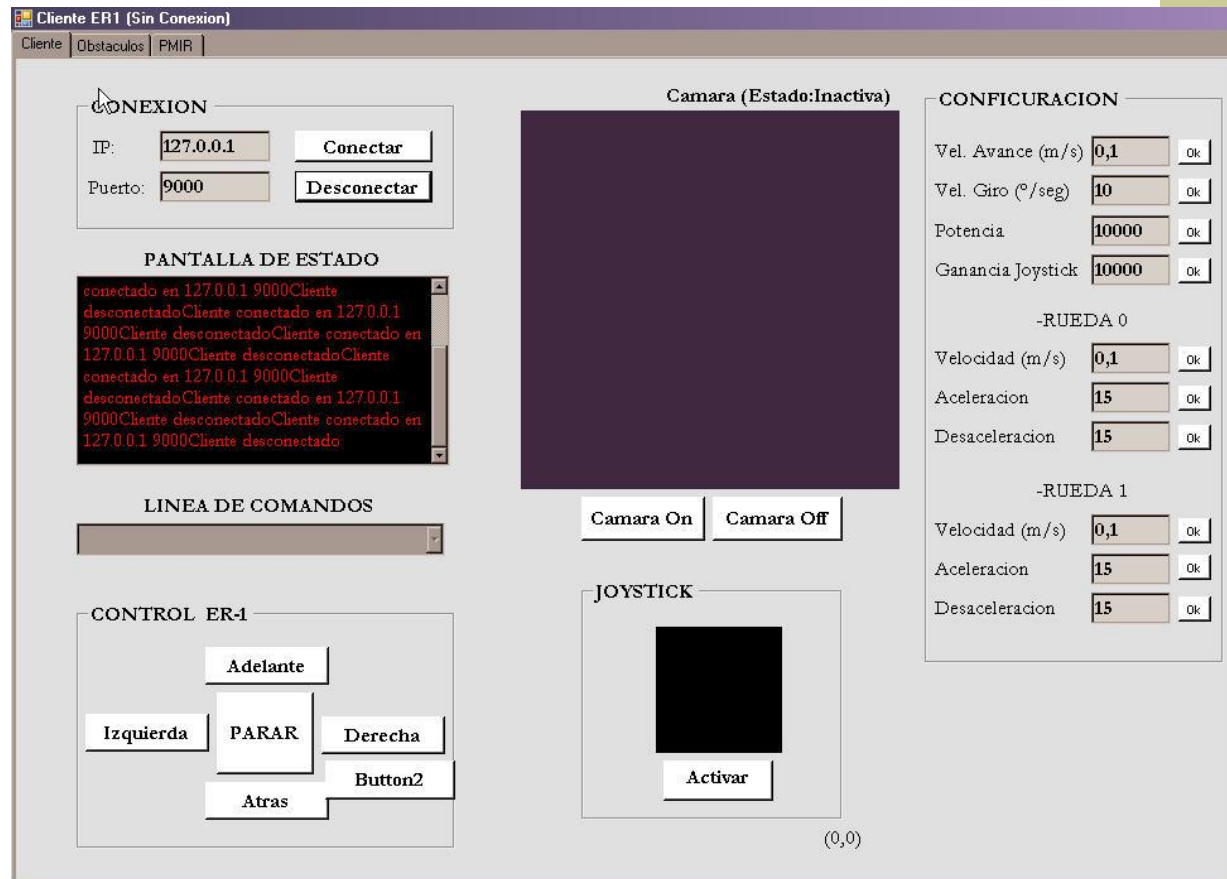 Cliente ER1 (Sin Conexion)
Cliente Obstaculos PMIR
CONEXION
IP: 127.0.0.1 Conectar
Puerto: 9000 Desconectar
PANTALLA DE ESTADO
conectado en 127.0.0.1 9000Cliente
desconectadoCliente conectado en 127.0.0.1
9000Cliente desconectadoCliente conectado en
127.0.0.1 9000Cliente desconectadoCliente
conectado en 127.0.0.1 9000Cliente
desconectadoCliente conectado en 127.0.0.1
9000Cliente desconectadoCliente conectado en
127.0.0.1 9000Cliente desconectado
LINEA DE COMANDOS
CONTROL ER-1
Adelante
Izquierda PARAR Derecha
Button2
Atras
Camara (Estado:Inactiva)
Camara On Camara Off
JOYSTICK
Activar
(0,0)
CONFICURACION
Vel. Avance (m/s) 0,1 Ok
Vel. Giro (º/seg) 10 Ok
Potencia 10000 Ok
Ganancia Joystick 10000 Ok
-RUEDA 0
Velocidad (m/s) 0,1 Ok
Aceleracion 15 Ok
Desaceleracion 15 Ok
-RUEDA 1
Velocidad (m/s) 0,1 Ok
Aceleracion 15 Ok
Desaceleracion 15 Ok